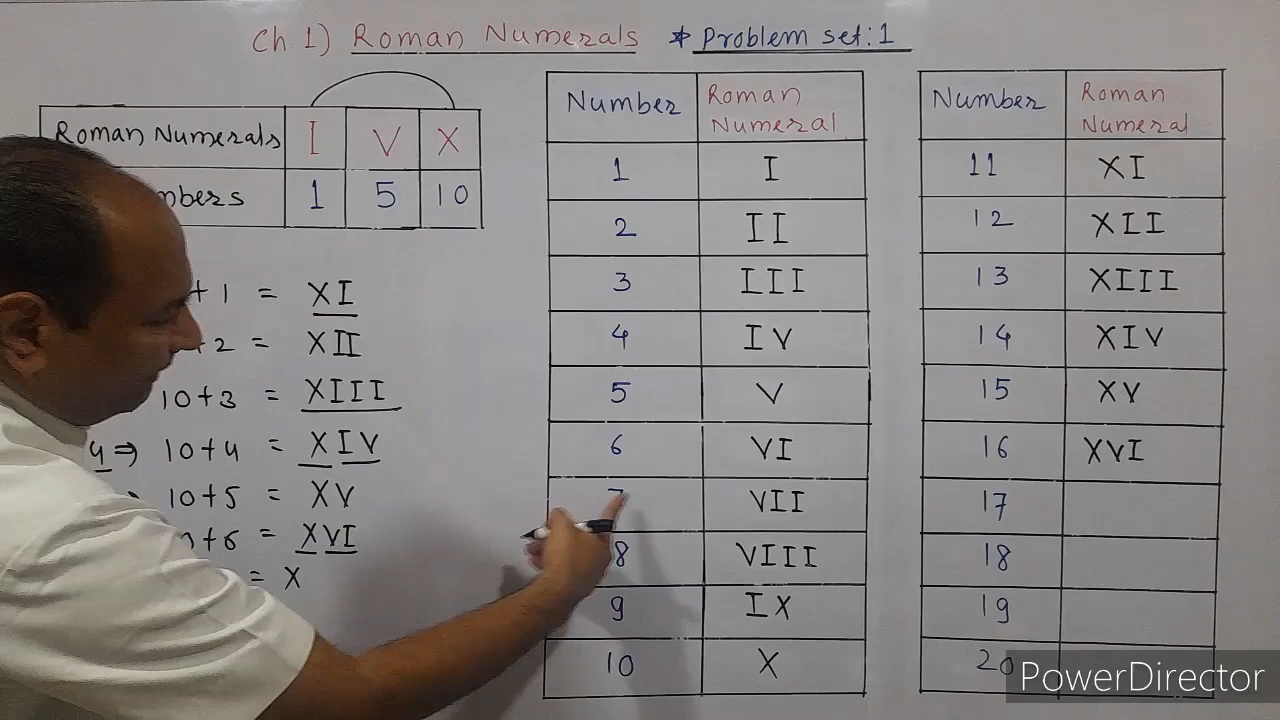 Ch 1) Roman Numerals * Problem set:1
Roman Numerals I V X
mbers 1 5 10
+ 1 = XI
+ 2 = XII
10+3 = XIII
4 ⇒ 10+4 = XIV
10+5 = XV
+6 = XVI
= X
Number Roman Numeral
1 I
2 II
3 III
4 IV
5 V
6 VI
7 VII
8 VIII
9 IX
10 X
Number Roman Numeral
11 XI
12 XII
13 XIII
14 XIV
15 XV
16 XVI
17
18
19
20
PowerDirector